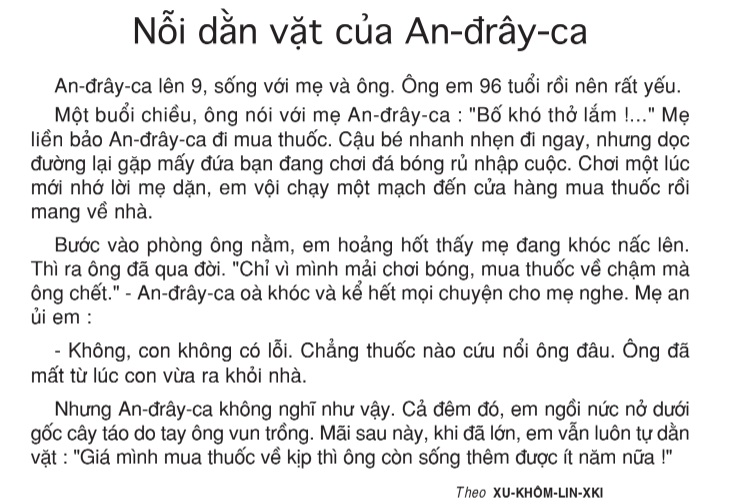 Nỗi dằn vặt của An-đrây-ca
An-đrây-ca lên 9, sống với mẹ và ông. Ông em 96 tuổi rồi nên rất yếu.
Một buổi chiều, ông nói với mẹ An-đrây-ca : "Bố khó thở lắm !..." Mẹ
liền bảo An-đrây-ca đi mua thuốc. Cậu bé nhanh nhẹn đi ngay, nhưng dọc
đường lại gặp mấy đứa bạn đang chơi đá bóng rủ nhập cuộc. Chơi một lúc
mới nhớ lời mẹ dặn, em vội chạy một mạch đến cửa hàng mua thuốc rồi
mang về nhà.
Bước vào phòng ông nằm, em hoảng hốt thấy mẹ đang khóc nấc lên.
Thì ra ông đã qua đời. "Chỉ vì mình mải chơi bóng, mua thuốc về chậm mà
ông chết." - An-đrây-ca oà khóc và kể hết mọi chuyện cho mẹ nghe. Mẹ an
ủi em :
- Không, con không có lỗi. Chẳng thuốc nào cứu nổi ông đâu. Ông đã
mất từ lúc con vừa ra khỏi nhà.
Nhưng An-đrây-ca không nghĩ như vậy. Cả đêm đó, em ngồi nức nở dưới
gốc cây táo do tay ông vun trồng. Mãi sau này, khi đã lớn, em vẫn luôn tự dằn
vặt : "Giá mình mua thuốc về kịp thì ông còn sống thêm được ít năm nữa !"
Theo XU-KHÔM-LIN-XKI